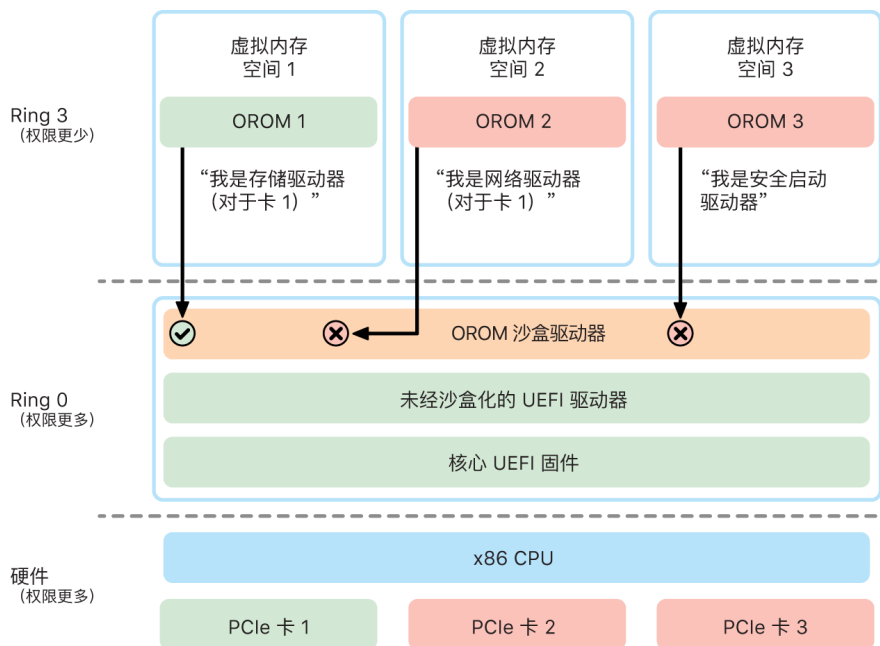 虚拟内存
空间 1
虚拟内存
空间 2
虚拟内存
空间 3
Ring 3
（权限更少）
OROM 1
OROM 2
OROM 3
“我是存储驱动器
（对于卡 1）”
“我是网络驱动器
（对于卡 1）”
“我是安全启动
驱动器”
OROM 沙盒驱动器
Ring 0
（权限更多）
未经沙盒化的 UEFI 驱动器
核心 UEFI 固件
x86 CPU
硬件
（权限更多）
PCIe 卡 1
PCIe 卡 2
PCIe 卡 3